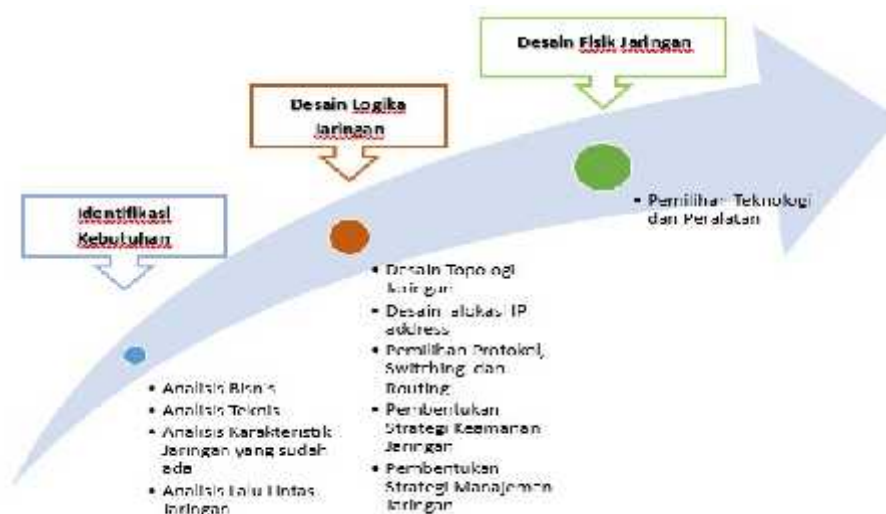 Desain Fisik Jaringan
Desain Logika
Jaringan
Identifikasi
Kebutuhan
• Pemilihan Teknologi
dan Peralatan
• Desain Topologi
Jaringan
• Desain alokasi IP
address
• Pemilihan Protokol,
Switching dan
Routing
• Pembentukan
Strategi Keamanan
Jaringan
• Pembentukan
Strategi Manajemen
Jaringan
• Analisis Bisnis
• Analisis Teknis
• Analisis Karakteristik
Jaringan yang sudah
ada
• Analisis Lalu Lintas
Jaringan